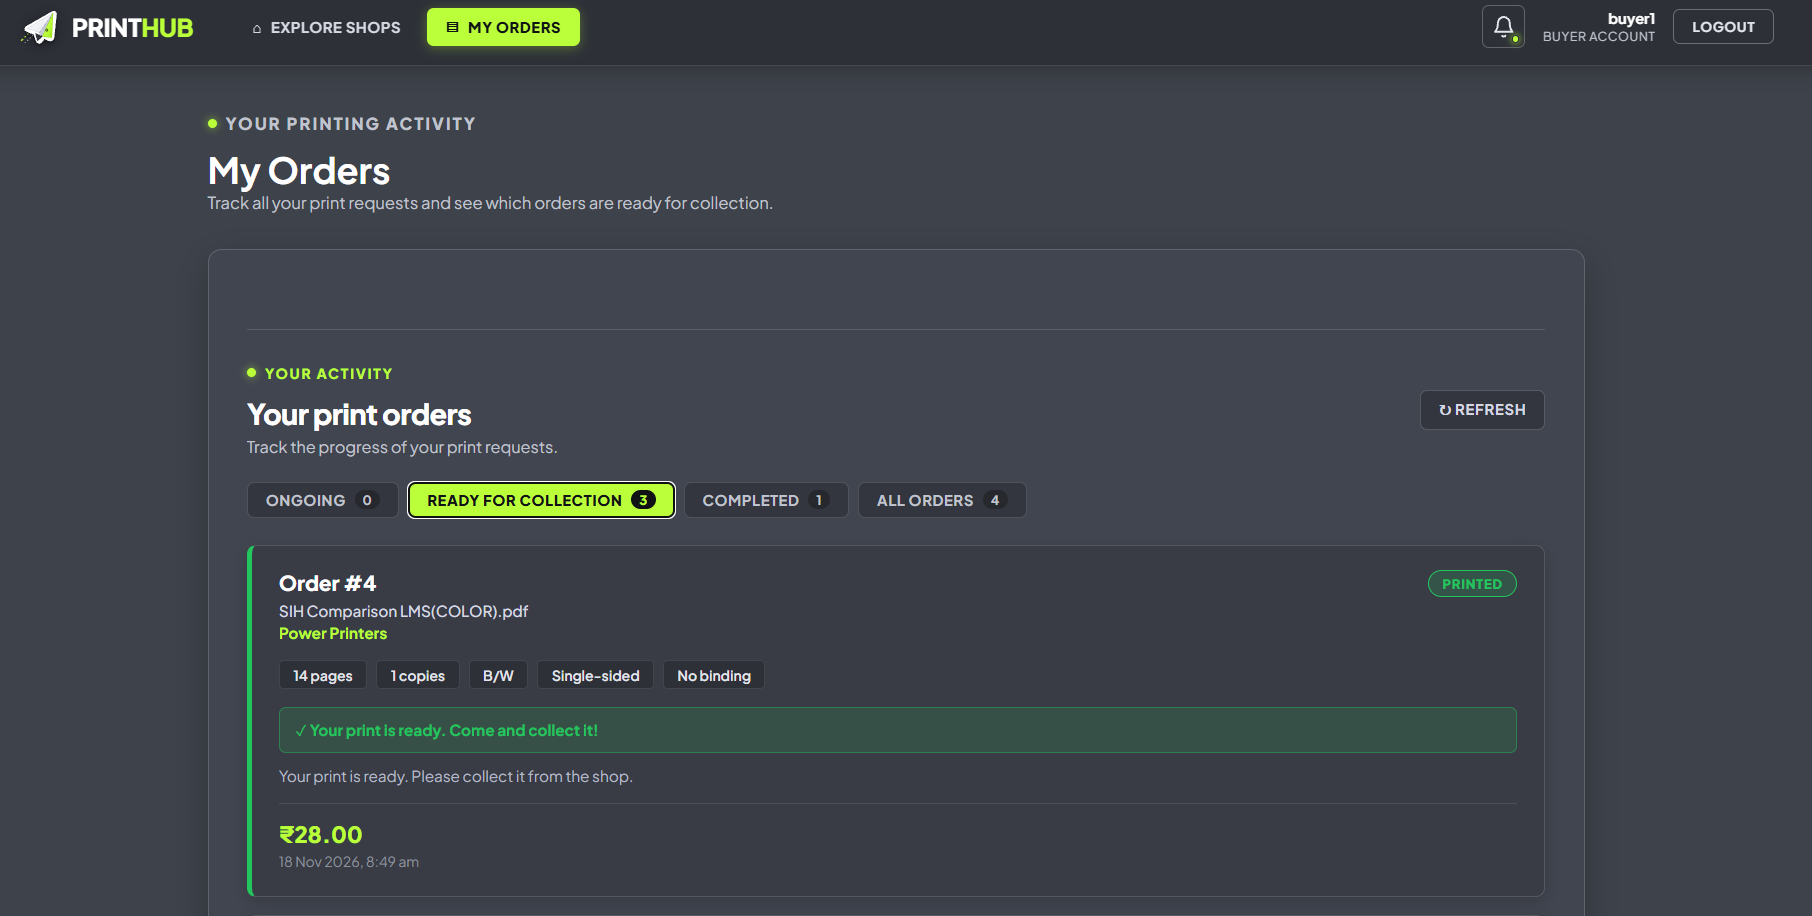 PRINTHUB
EXPLORE SHOPS
MY ORDERS
buyer1
BUYER ACCOUNT
LOGOUT
YOUR PRINTING ACTIVITY
My Orders
Track all your print requests and see which orders are ready for collection.
YOUR ACTIVITY
Your print orders
Track the progress of your print requests.
↻ REFRESH
ONGOING 0
READY FOR COLLECTION 3
COMPLETED 1
ALL ORDERS 4
Order #4
PRINTED
SIH Comparison LMS(COLOR).pdf
Power Printers
14 pages
1 copies
B/W
Single-sided
No binding
✓ Your print is ready. Come and collect it!
Your print is ready. Please collect it from the shop.
₹28.00
18 Nov 2026, 8:49 am